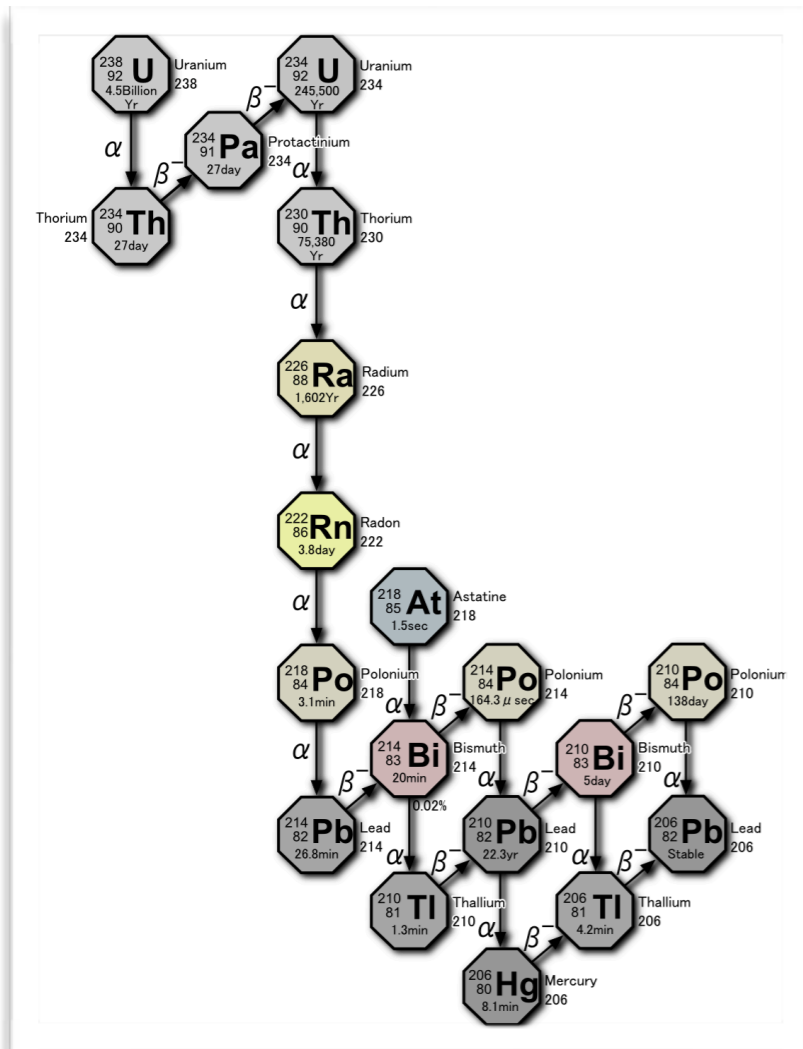 238
92 U
4.5Billion
Yr
Uranium
238
234
92 U
245,500
Yr
Uranium
234
β−
α
234
91 Pa
27day
Protactinium
234
β−
α
Thorium
234
234
90 Th
27day
230
90 Th
75,380
Yr
Thorium
230
α
226
88 Ra
1,602Yr
Radium
226
α
222
86 Rn
3.8day
Radon
222
α
218
85 At
1.5sec
Astatine
218
218
84 Po
3.1min
Polonium
218
α
β−
214
84 Po
164.3 μ sec
Polonium
214
210
84 Po
138day
Polonium
210
β−
α
β−
214
83 Bi
20min
Bismuth
214
0.02%
α
β−
210
83 Bi
5day
Bismuth
210
α
214
82 Pb
26.8min
Lead
214
α
β−
210
82 Pb
22.3yr
Lead
210
α
β−
206
82 Pb
Stable
Lead
206
210
81 Tl
1.3min
Thallium
210
α
β−
206
81 Tl
4.2min
Thallium
206
206
80 Hg
8.1min
Mercury
206